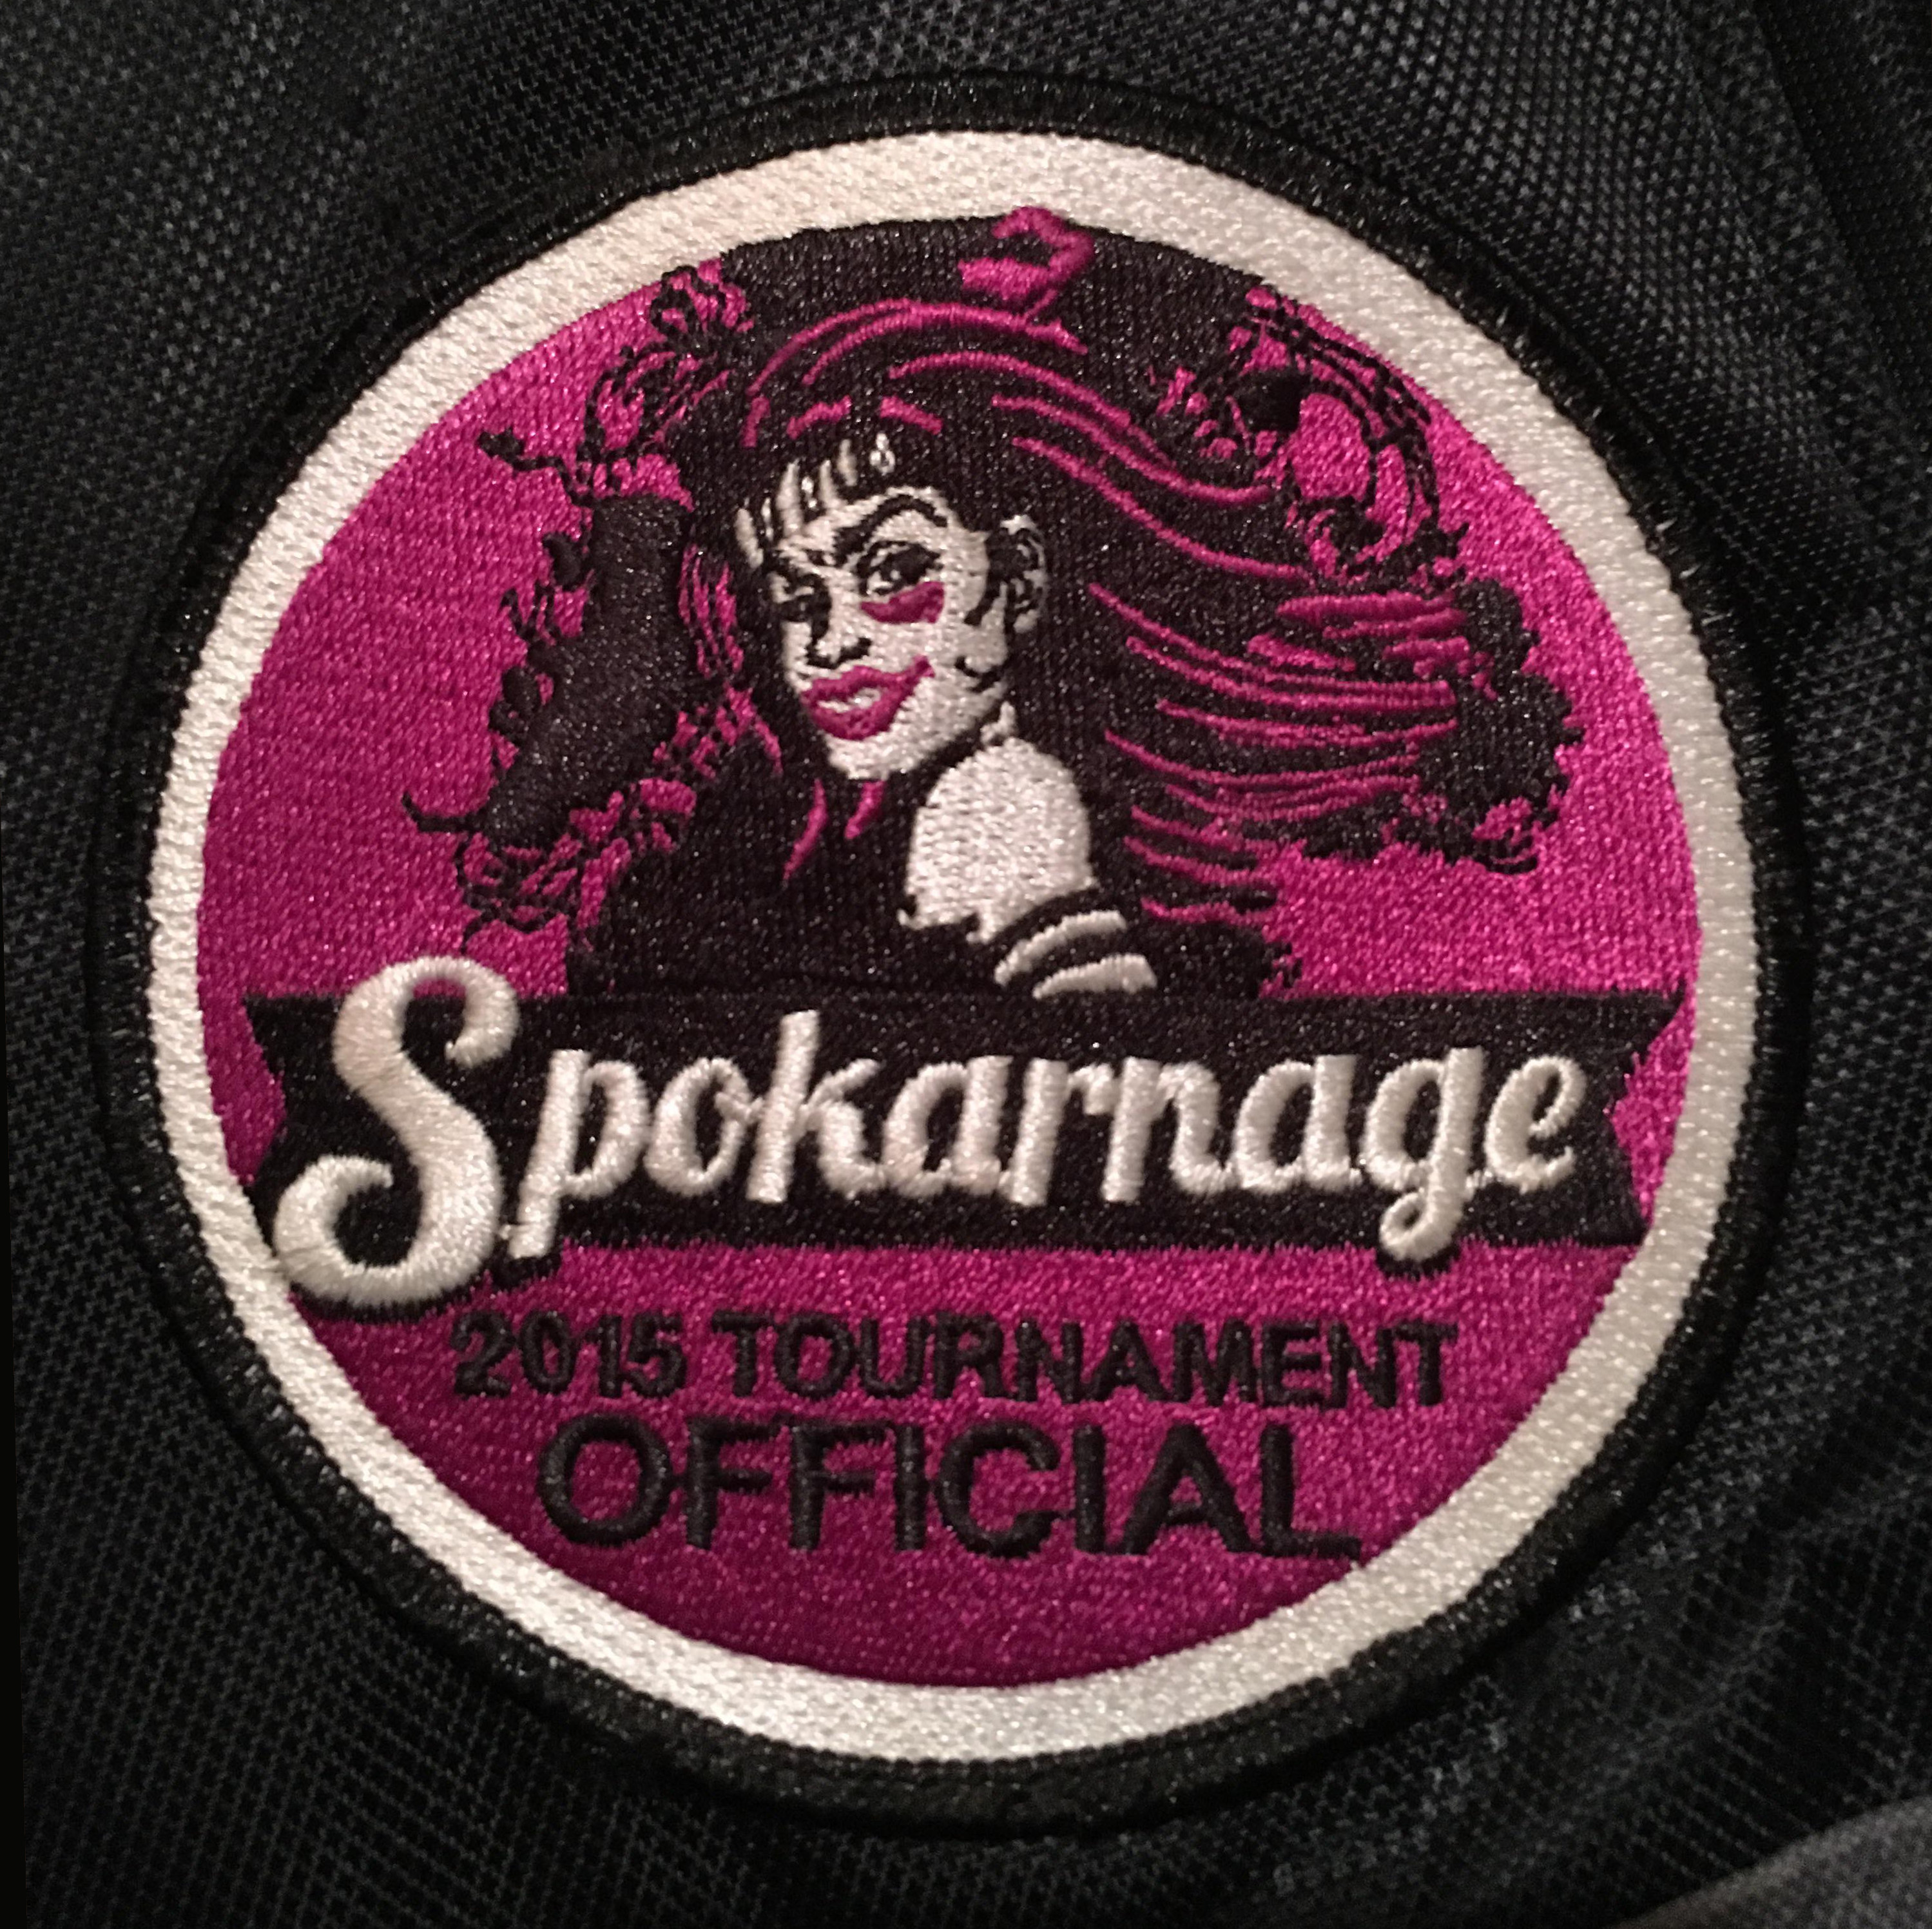 Spokarnage
2015 TOURNAMENT
OFFICIAL